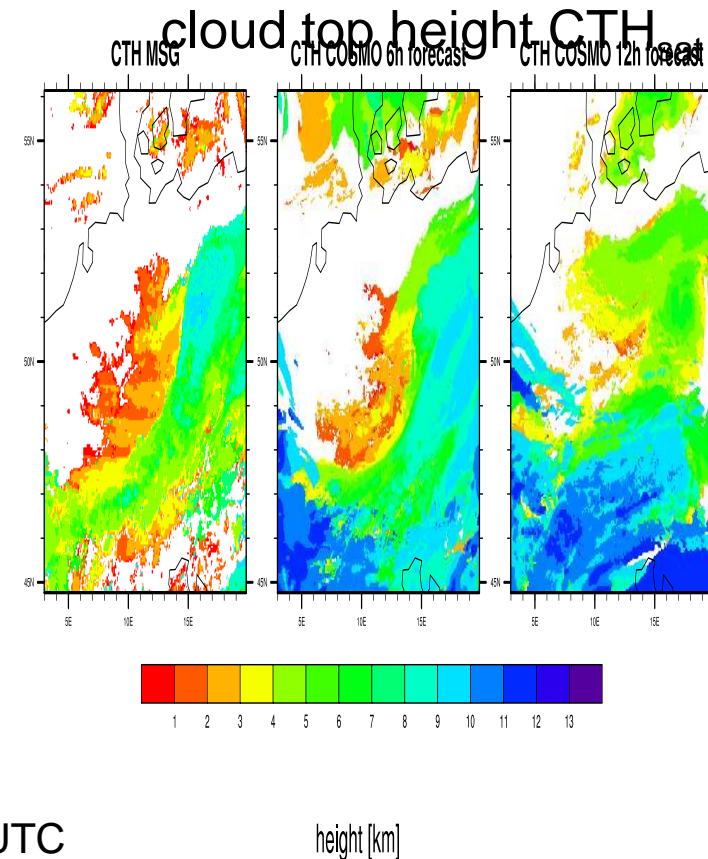 cloud top height CTHsat
CTH MSG CTH COSMO 6h forecast CTH COSMO 12h forecast
55N 55N 55N
50N 50N 50N
45N 45N 45N
5E 10E 15E 5E 10E 15E 5E 10E 15E
1 2 3 4 5 6 7 8 9 10 11 12 13
UTC height [km]